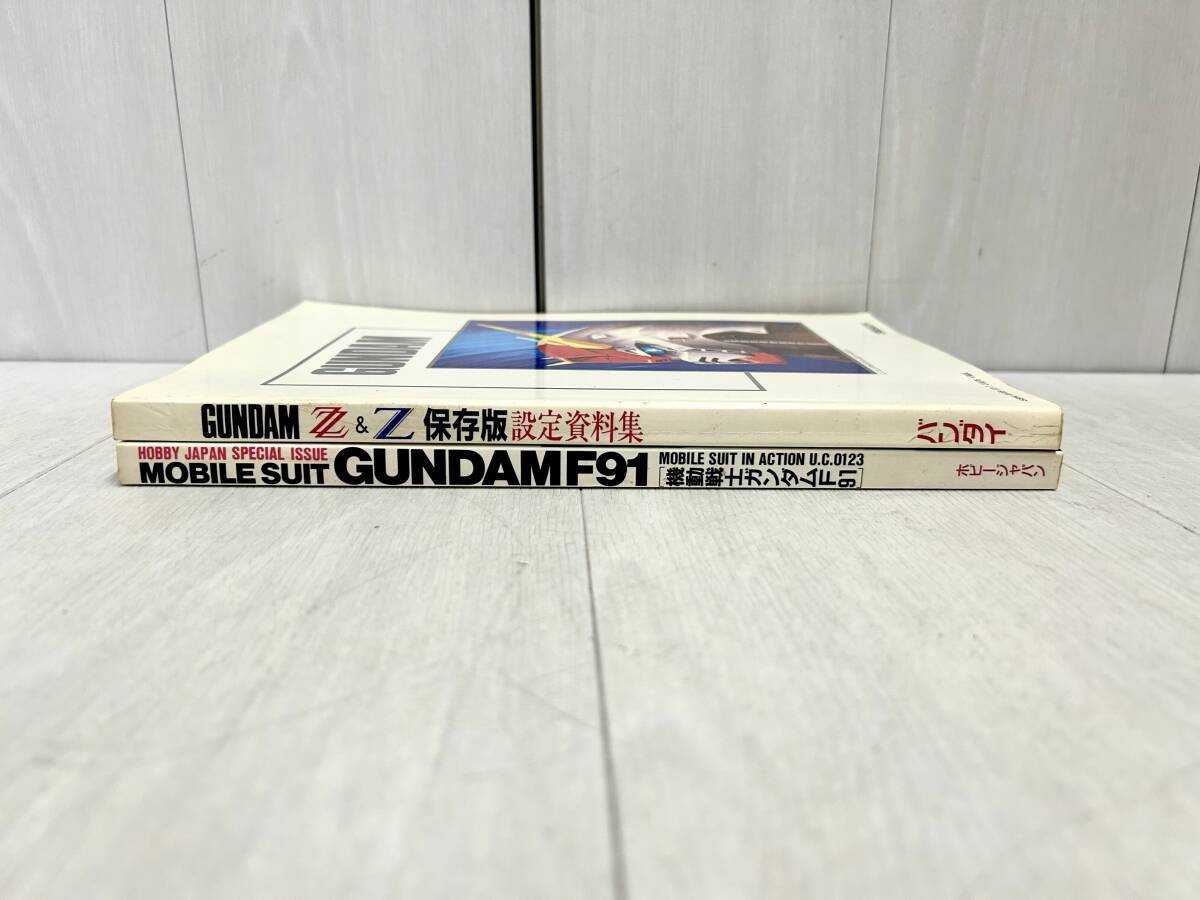 GUNDAM
GUNDAM ZZ & Z 保存版 設定資料集 バンダイ
HOBBY JAPAN SPECIAL ISSUE
MOBILE SUIT GUNDAM F91
MOBILE SUIT IN ACTION U.C.0123
[機動戦士ガンダムF91]
ホビージャパン